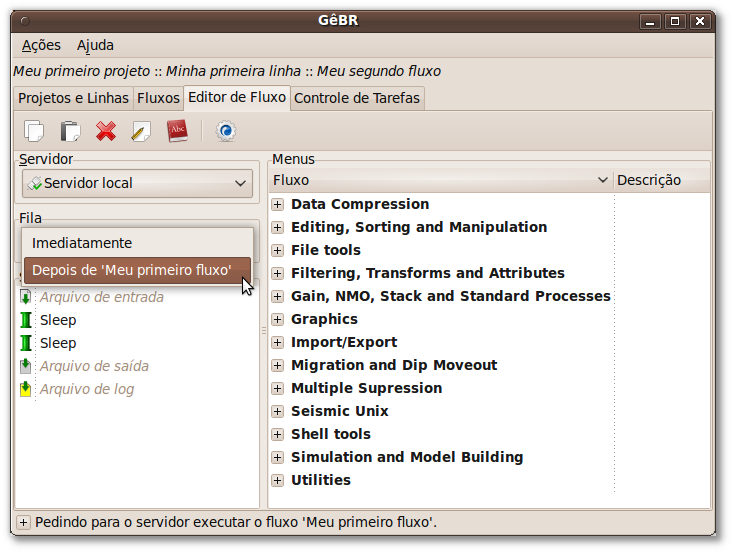 GêBR
Ações Ajuda
Meu primeiro projeto :: Minha primeira linha :: Meu segundo fluxo
Projetos e Linhas Fluxos Editor de Fluxo Controle de Tarefas
Abc
Servidor
Servidor local
Fila
Imediatamente
Depois de 'Meu primeiro fluxo'
Arquivo de entrada
Sleep
Sleep
Arquivo de saída
Arquivo de log
Menus
Fluxo Descrição
Data Compression
Editing, Sorting and Manipulation
File tools
Filtering, Transforms and Attributes
Gain, NMO, Stack and Standard Processes
Graphics
Import/Export
Migration and Dip Moveout
Multiple Supression
Seismic Unix
Shell tools
Simulation and Model Building
Utilities
Pedindo para o servidor executar o fluxo 'Meu primeiro fluxo'.